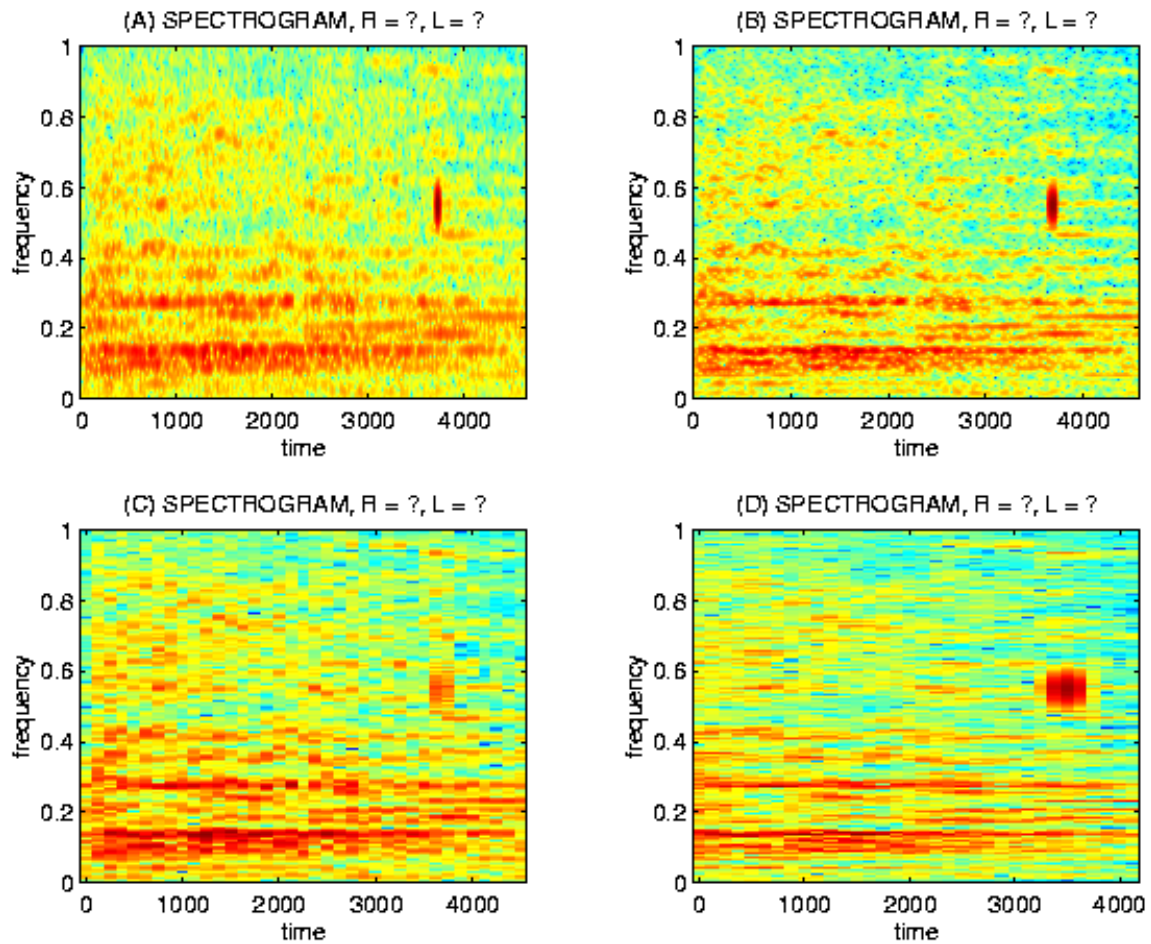 (A) SPECTROGRAM, R = ?, L = ?
1
0.8
0.6
0.4
0.2
0
frequency
0 1000 2000 3000 4000
time
(B) SPECTROGRAM, R = ?, L = ?
1
0.8
0.6
0.4
0.2
0
frequency
0 1000 2000 3000 4000
time
(C) SPECTROGRAM, R = ?, L = ?
1
0.8
0.6
0.4
0.2
0
frequency
0 1000 2000 3000 4000
time
(D) SPECTROGRAM, R = ?, L = ?
1
0.8
0.6
0.4
0.2
0
frequency
0 1000 2000 3000 4000
time